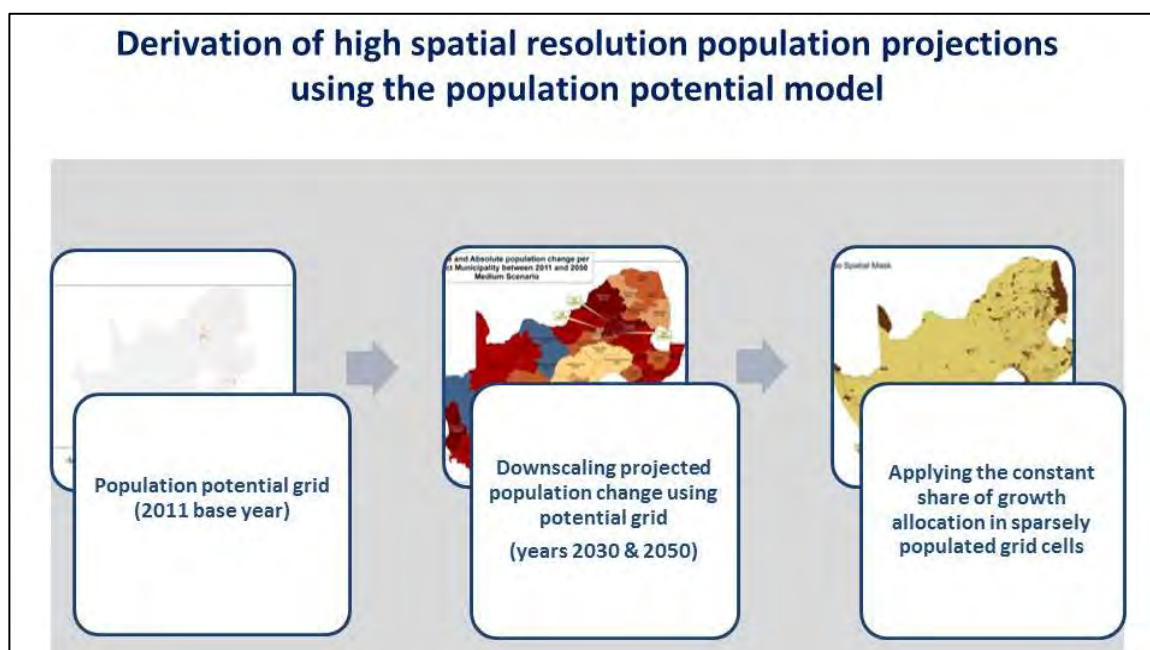 Derivation of high spatial resolution population projections
using the population potential model
and Absolute population change per
ct Municipality between 2011 and 2050
Medium Scenario
Spatial Mask
Population potential grid
(2011 base year)
Downscaling projected
population change using
potential grid
(years 2030 & 2050)
Applying the constant
share of growth
allocation in sparsely
populated grid cells